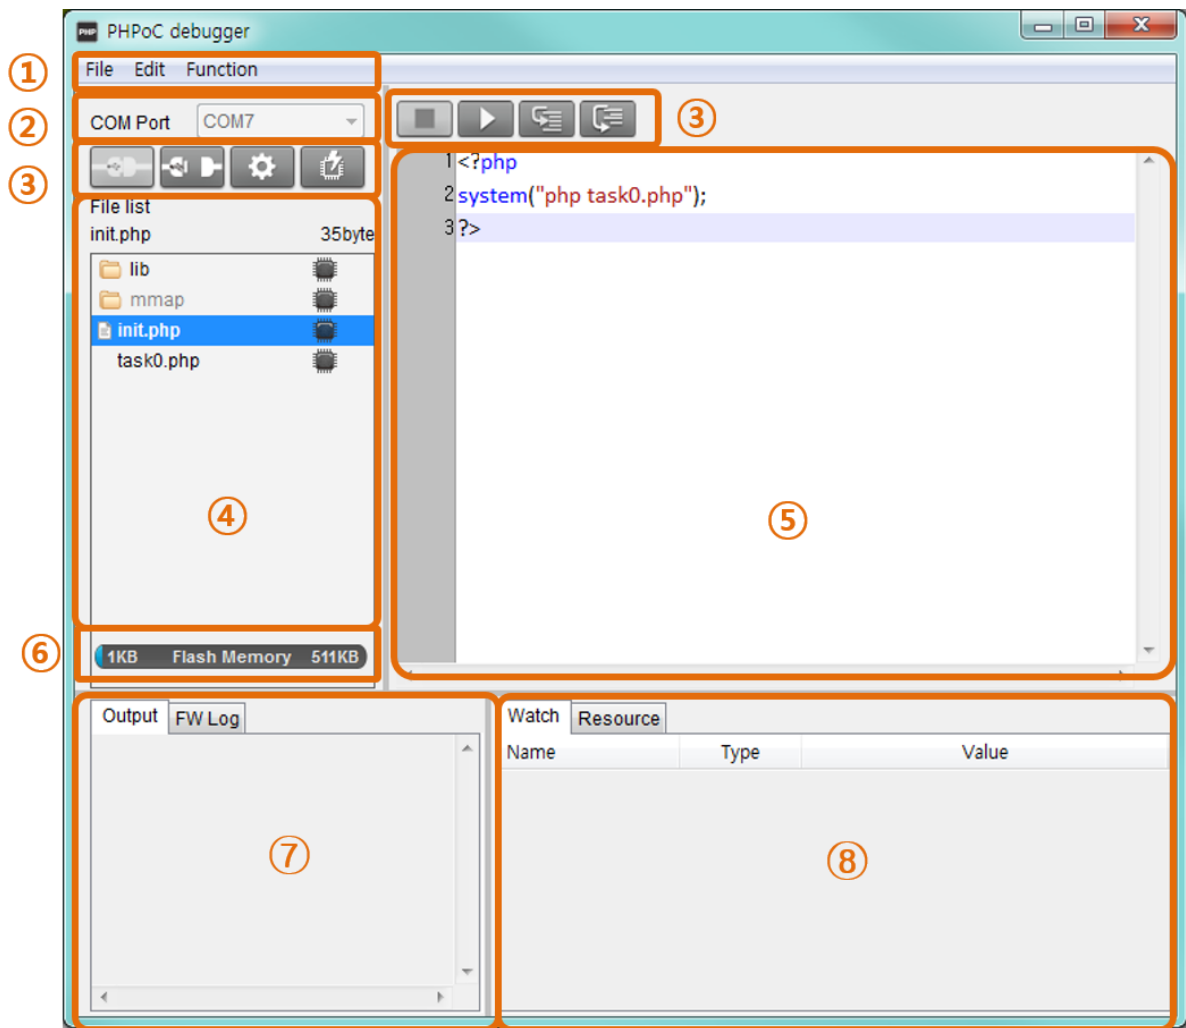 PHP PHPoC debugger
① File Edit Function
② COM Port COM7
③
③
File list
init.php 35byte
lib
mmap
init.php
task0.php
④
1 <?php
2 system("php task0.php");
3 ?>
⑤
⑥ 1KB Flash Memory 511KB
Output FW Log
⑦
Watch Resource
Name Type Value
⑧